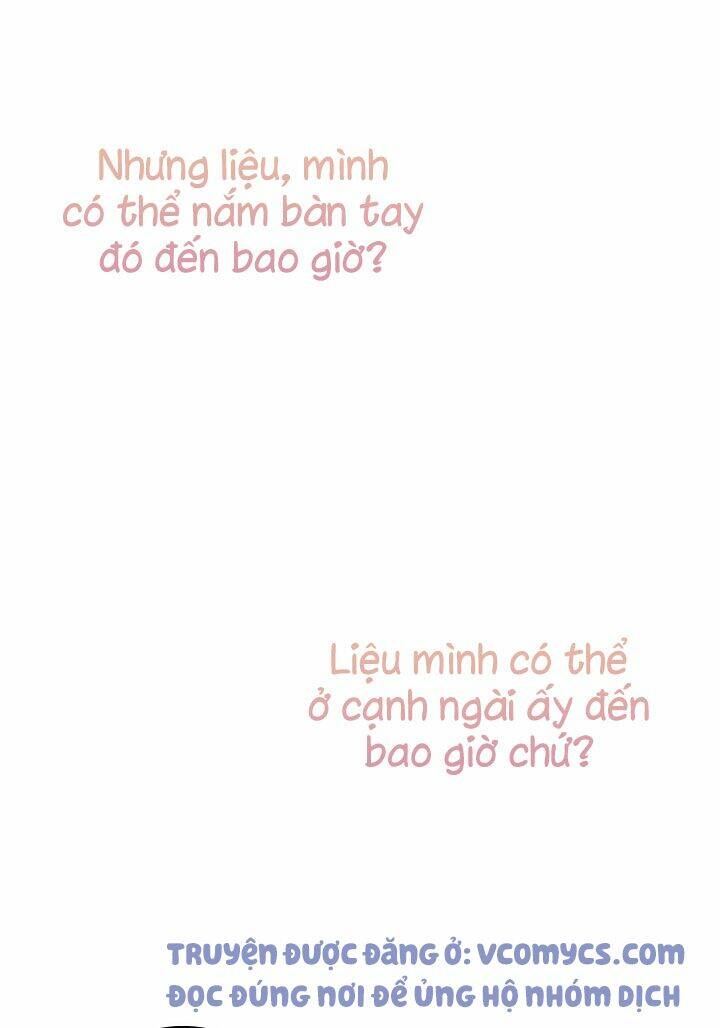 Nhưng liệu, mình
có thể nắm bàn tay
đó đến bao giờ?
Liệu mình có thể
ở cạnh ngài ấy đến
bao giờ chứ?
TRUYỆN ĐƯỢC ĐĂNG Ở: VCOMYCS.COM
ĐỌC ĐÚNG NƠI ĐỂ ỦNG HỘ NHÓM DỊCH